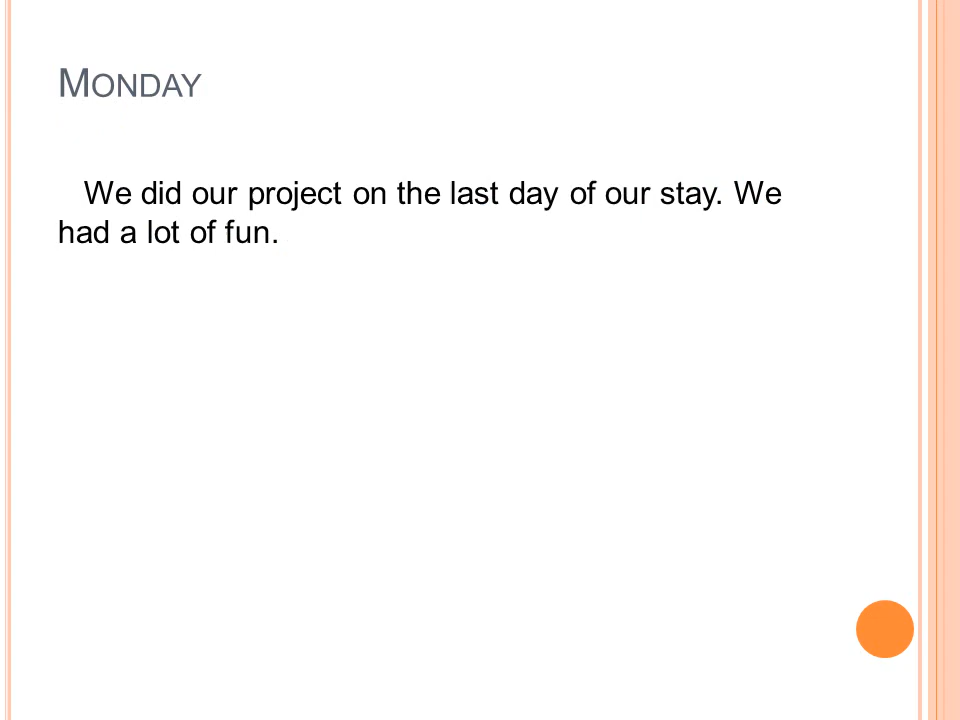 Monday
We did our project on the last day of our stay. We
had a lot of fun.